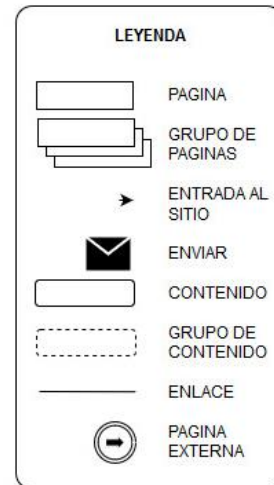 LEYENDA
PAGINA
GRUPO DE
PAGINAS
ENTRADA AL
SITIO
ENVIAR
CONTENIDO
GRUPO DE
CONTENIDO
ENLACE
PAGINA
EXTERNA